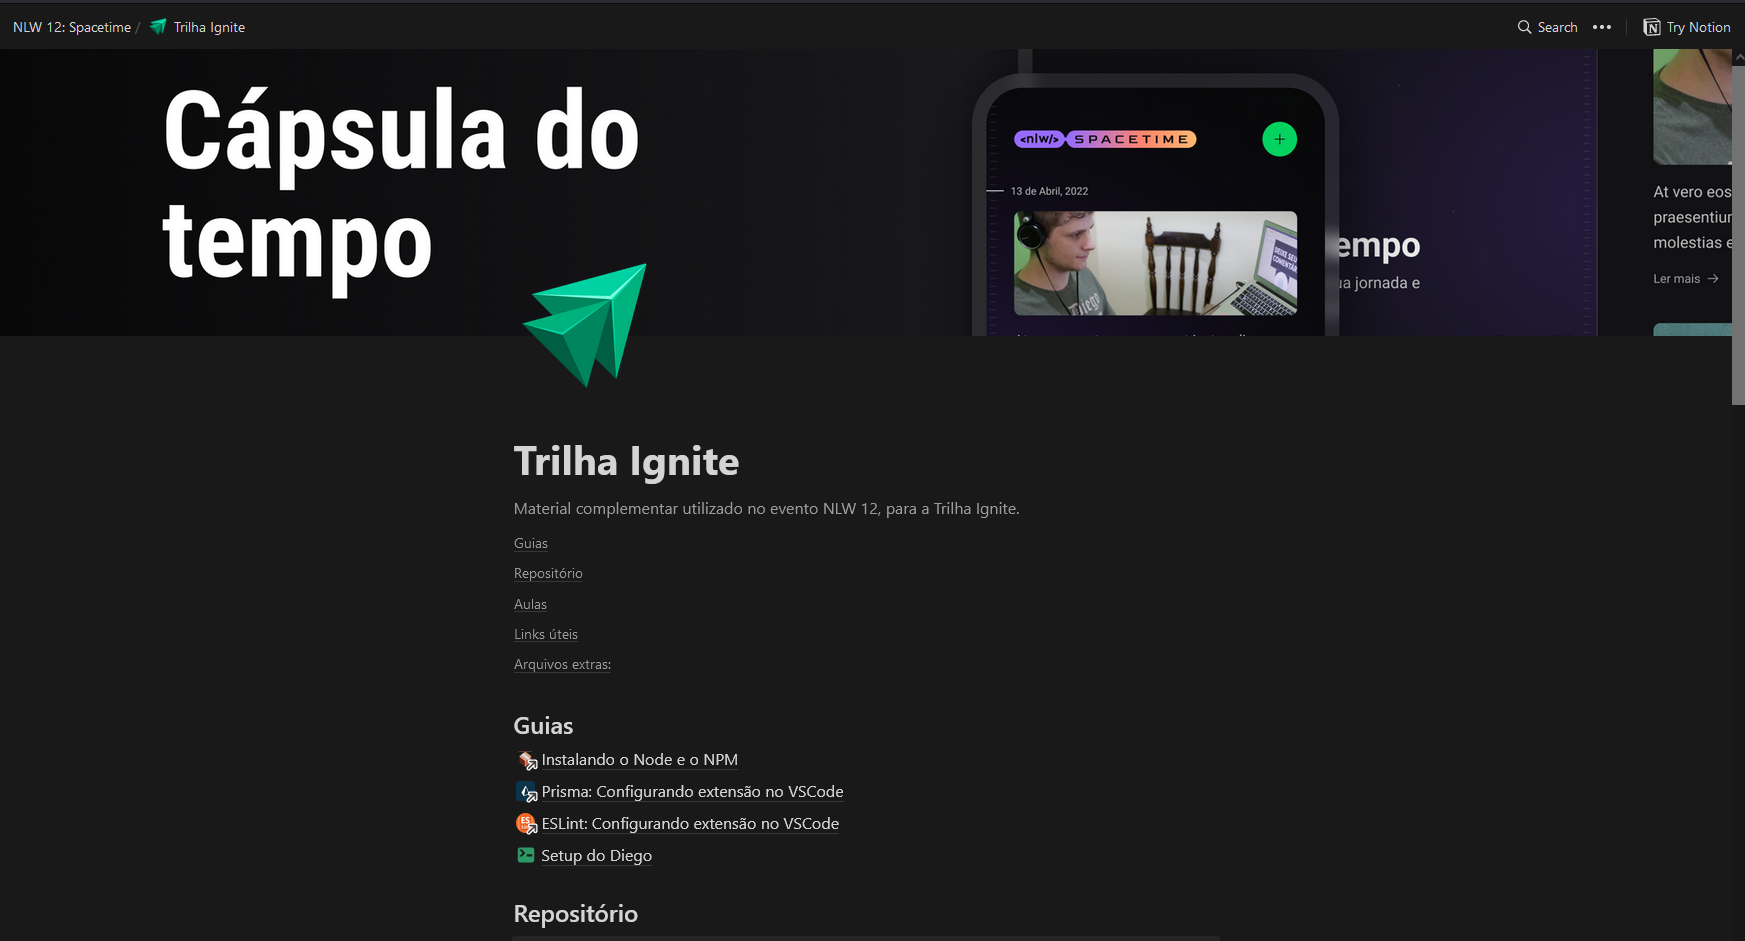 NLW 12: Spacetime / Trilha Ignite
Search
Try Notion
Cápsula do
tempo
<nlw/> SPACETIME
+
13 de Abril, 2022
DEIXE SEU
empo
ua jornada e
At vero eos
molestias e
Ler mais →
Trilha Ignite
Material complementar utilizado no evento NLW 12, para a Trilha Ignite.
Guias
Repositório
Aulas
Links úteis
Arquivos extras:
Guias
Instalando o Node e o NPM
Prisma: Configurando extensão no VSCode
ESLint: Configurando extensão no VSCode
Setup do Diego
Repositório